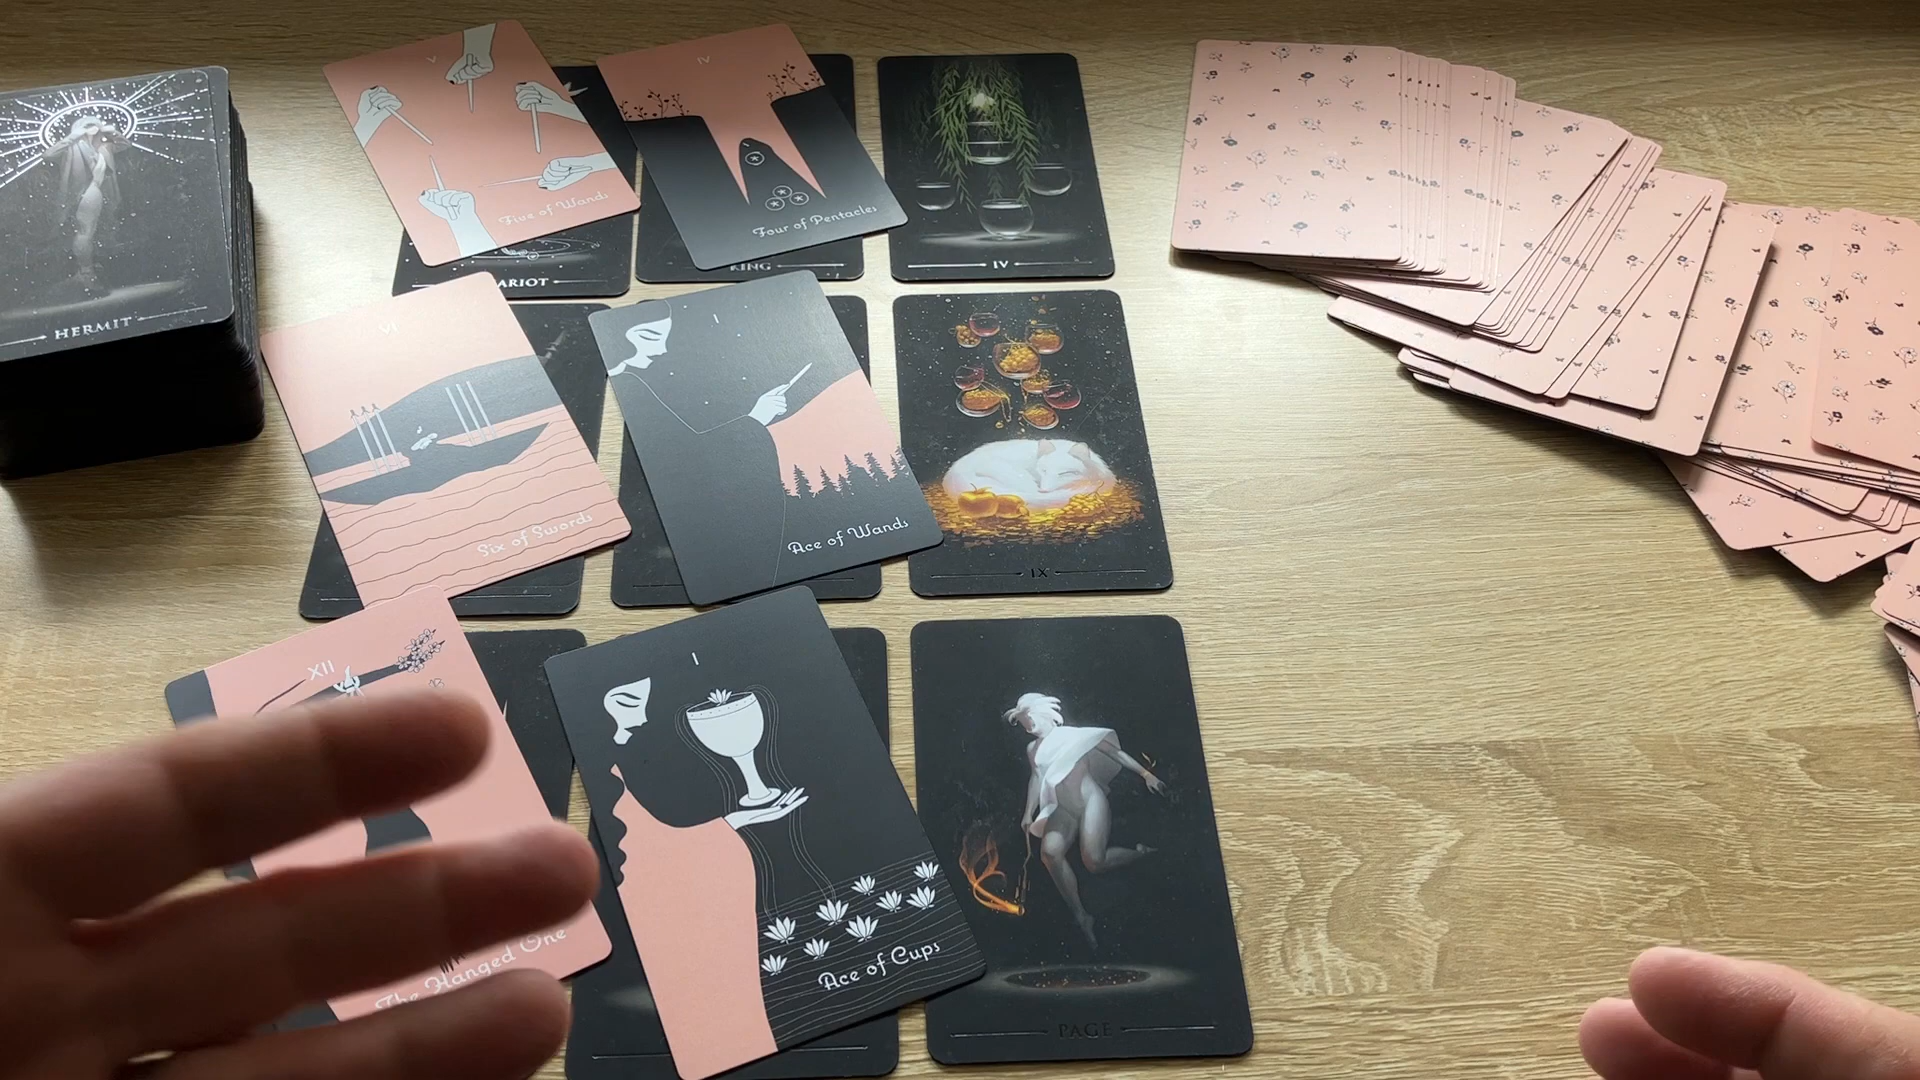 V
Five of Wands
IV
Four of Pentacles
IV
HERMIT
ARIOT
KING
VI
Six of Swords
I
Ace of Wands
IX
XII
The Hanged One
I
Ace of Cups
PAGE